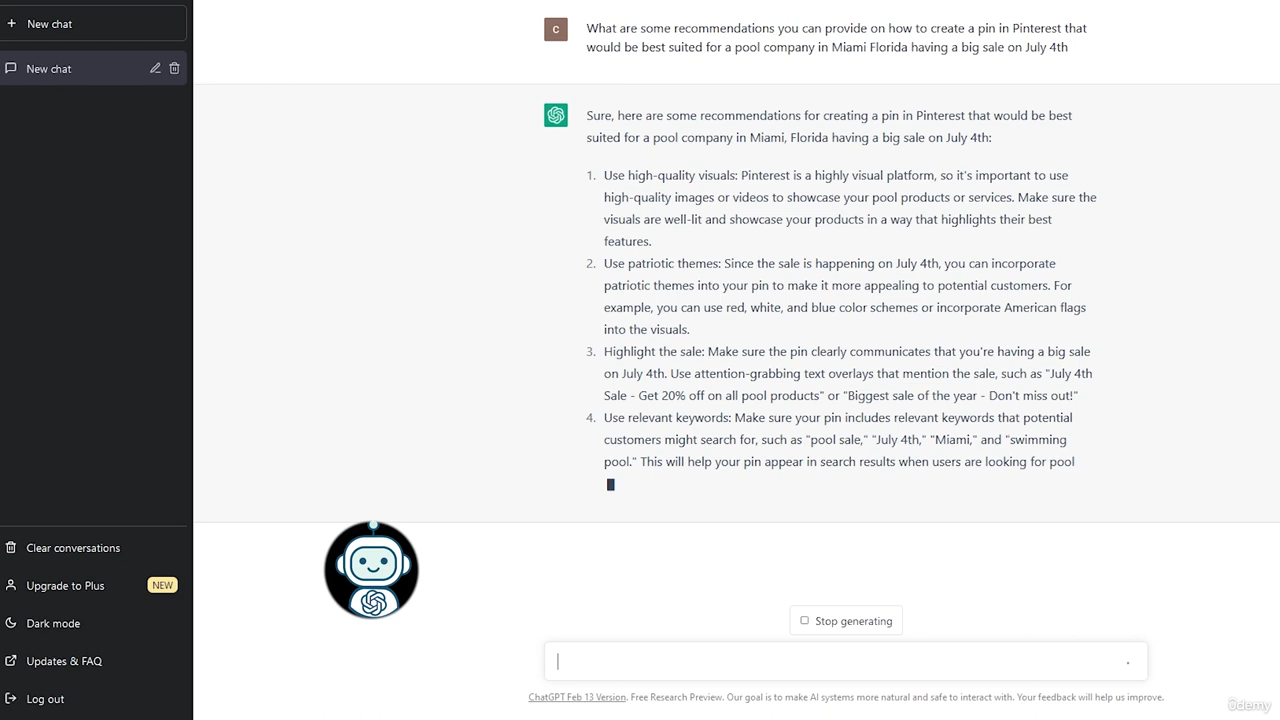 New chat
New chat
C
What are some recommendations you can provide on how to create a pin in Pinterest that
would be best suited for a pool company in Miami Florida having a big sale on July 4th
Sure, here are some recommendations for creating a pin in Pinterest that would be best
suited for a pool company in Miami, Florida having a big sale on July 4th:
1. Use high-quality visuals: Pinterest is a highly visual platform, so it's important to use
high-quality images or videos to showcase your pool products or services. Make sure the
visuals are well-lit and showcase your products in a way that highlights their best
features.
2. Use patriotic themes: Since the sale is happening on July 4th, you can incorporate
patriotic themes into your pin to make it more appealing to potential customers. For
example, you can use red, white, and blue color schemes or incorporate American flags
into the visuals.
3. Highlight the sale: Make sure the pin clearly communicates that you're having a big sale
on July 4th. Use attention-grabbing text overlays that mention the sale, such as "July 4th
Sale - Get 20% off on all pool products" or "Biggest sale of the year - Don't miss out!"
4. Use relevant keywords: Make sure your pin includes relevant keywords that potential
customers might search for, such as "pool sale," "July 4th," "Miami," and "swimming
pool." This will help your pin appear in search results when users are looking for pool
Clear conversations
Upgrade to Plus NEW
Dark mode
Updates & FAQ
Log out
Stop generating
ChatGPT Feb 13 Version. Free Research Preview. Our goal is to make AI systems more natural and safe to interact with. Your feedback will help us improve.
ûdemy